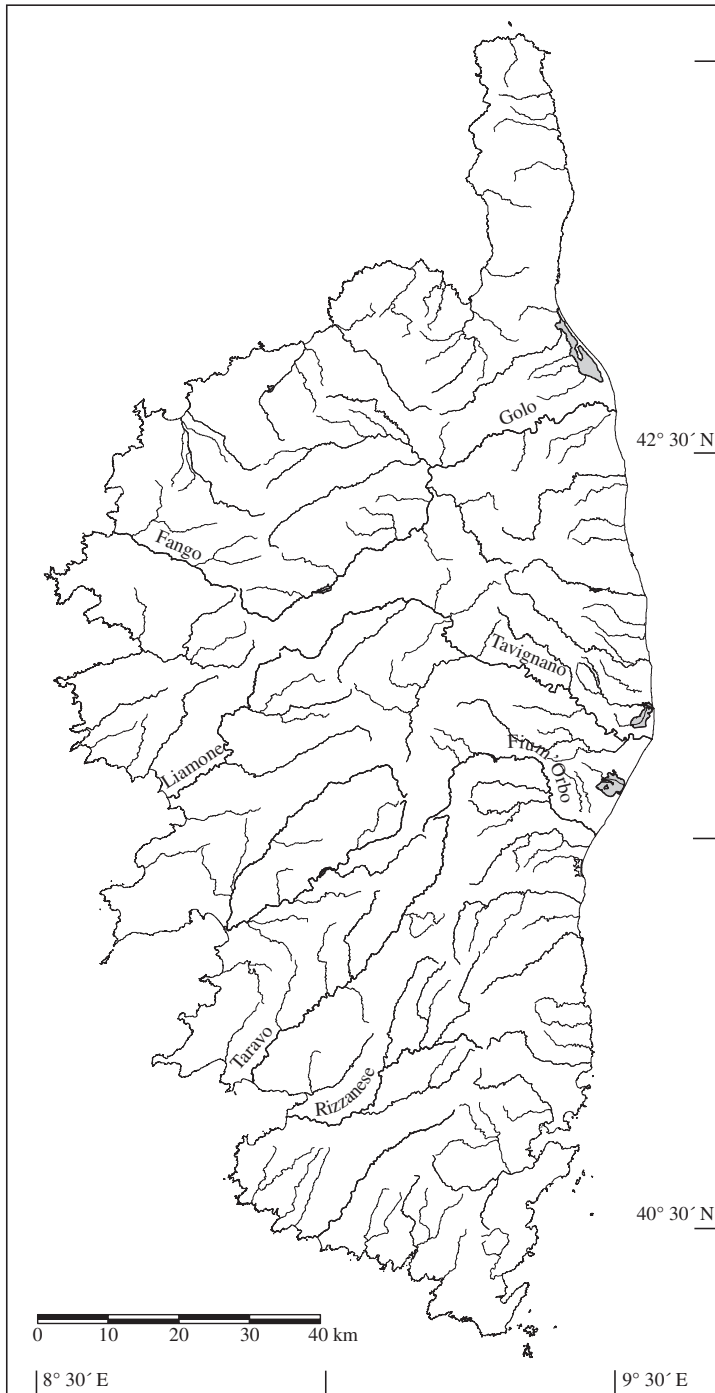 Golo
42° 30´ N
Fango
Tavignano
Fium' Orbo
Liamone
Taravo
Rizzanese
40° 30´ N
0 10 20 30 40 km
8° 30´ E 9° 30´ E